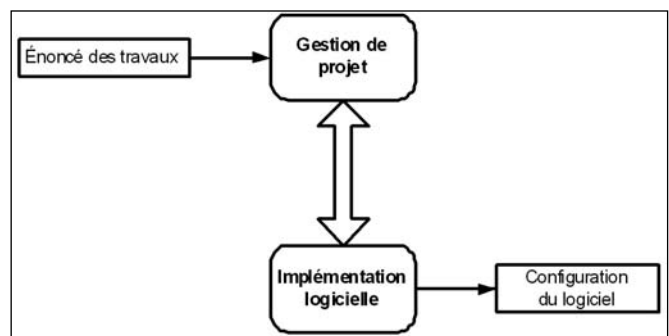 Énoncé des travaux
Gestion de
projet
Implémentation
logicielle
Configuration
du logiciel